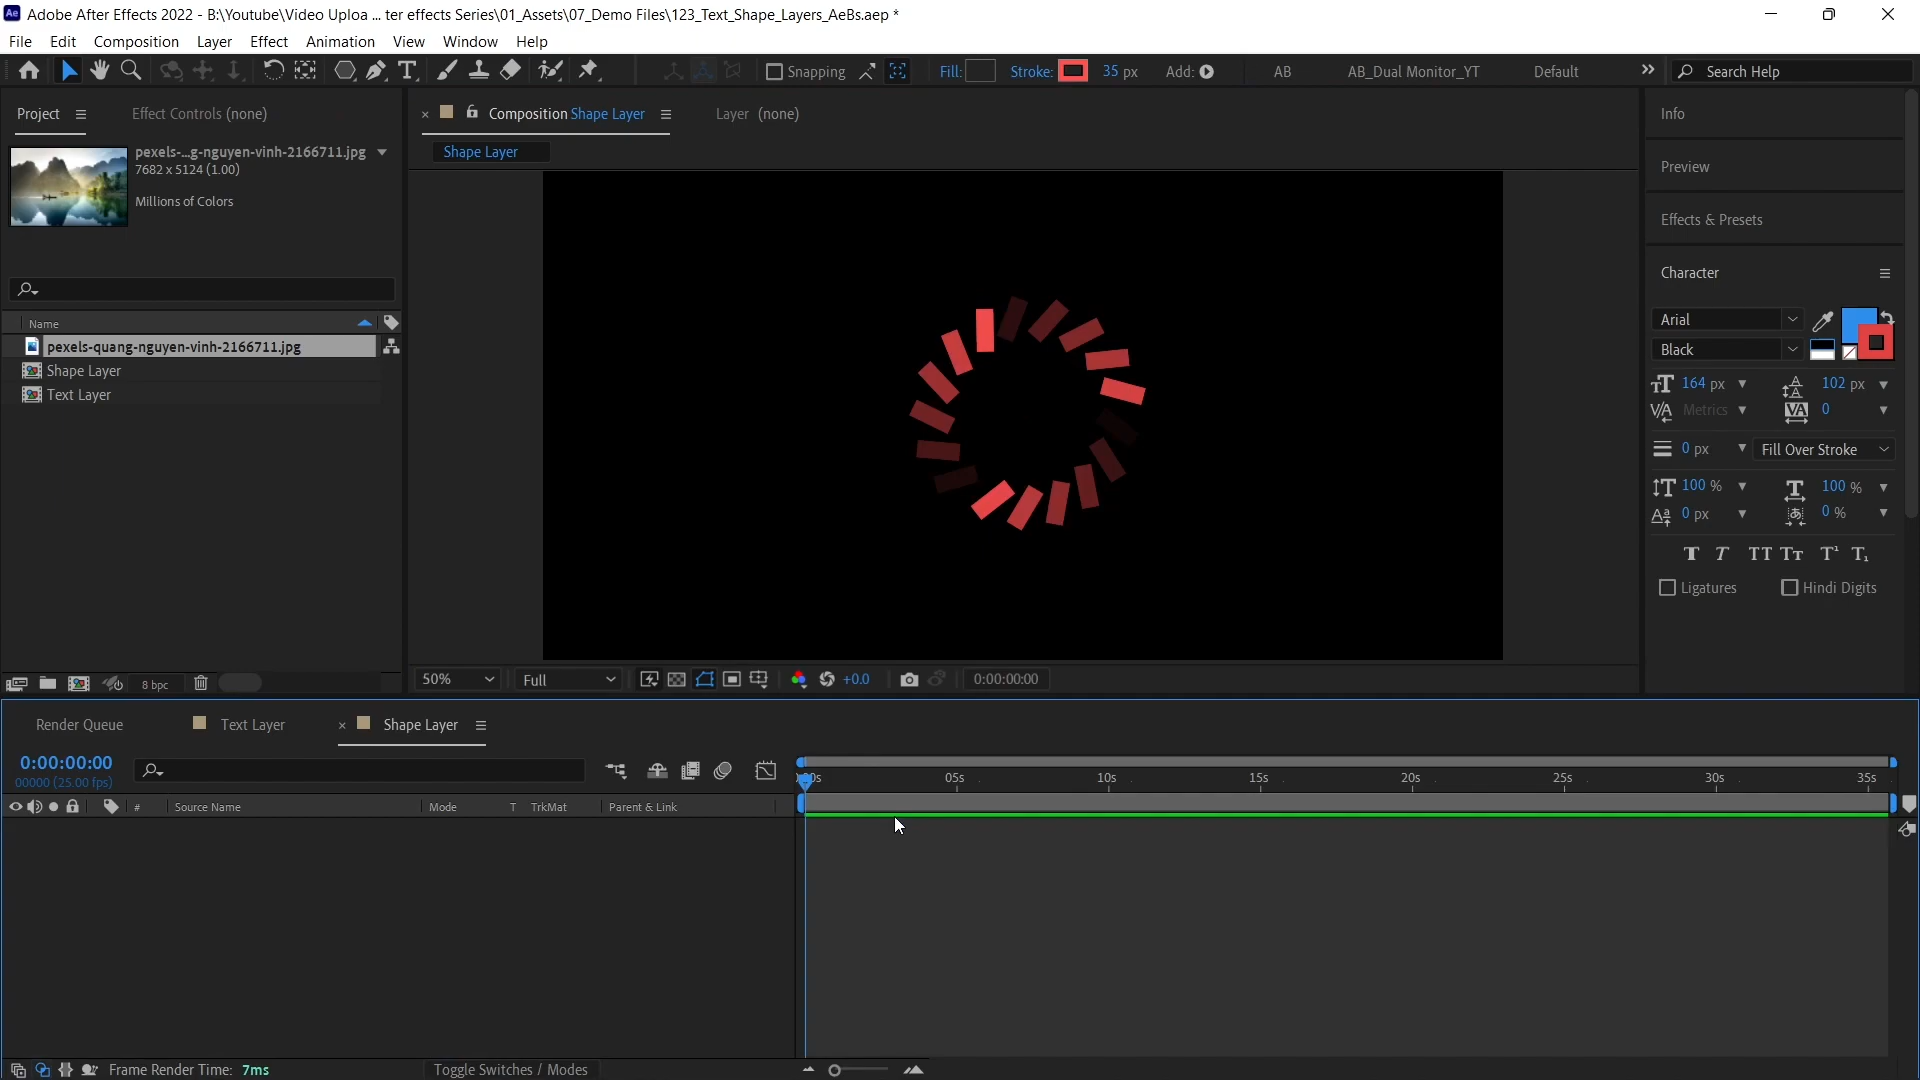 Ae Adobe After Effects 2022 - B:\Youtube\Video Uploa ... ter effects Series\01_Assets\07_Demo Files\123_Text_Shape_Layers_AeBs.aep *
File Edit Composition Layer Effect Animation View Window Help
Snapping Fill: Stroke: 35 px Add: AB AB_Dual Monitor_YT Default Search Help
Project Effect Controls (none) Composition Shape Layer Layer (none) Info
pexels-...g-nguyen-vinh-2166711.jpg Shape Layer
7682 x 5124 (1.00) Preview
Millions of Colors
Effects & Presets
Character
Name Arial
pexels-quang-nguyen-vinh-2166711.jpg Black
Shape Layer
Text Layer 164 px 102 px
Metrics 0
0 px Fill Over Stroke
100 % 100 %
0 px 0 %
T T TT Tт T¹ T₁
Ligatures Hindi Digits
8 bpc 50% Full +0.0 0:00:00:00
Render Queue Text Layer Shape Layer
0:00:00:00
00000 (25.00 fps) 05s 10s 15s 20s 25s 30s 35s
# Source Name Mode T TrkMat Parent & Link
Frame Render Time: 7ms Toggle Switches / Modes